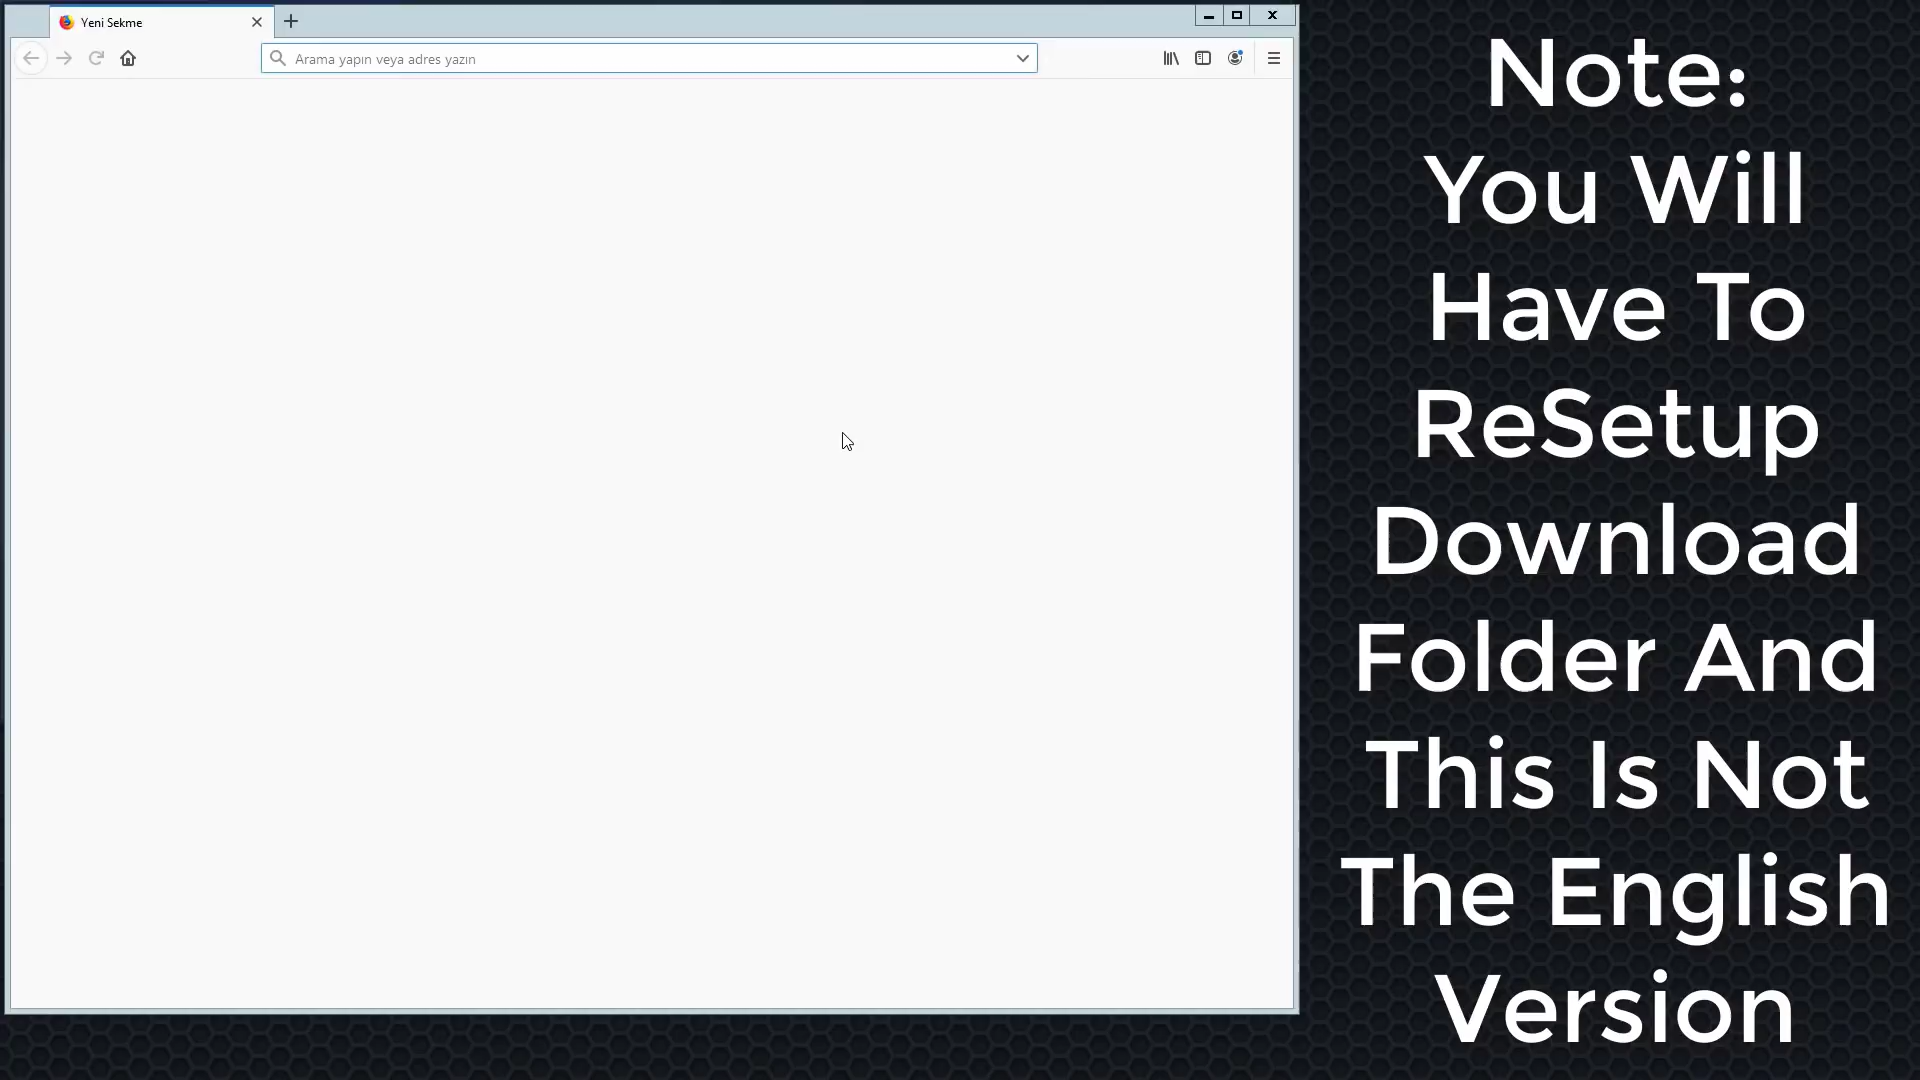 Yeni Sekme
Arama yapın veya adres yazın
Note:
You Will
Have To
ReSetup
Download
Folder And
This Is Not
The English
Version